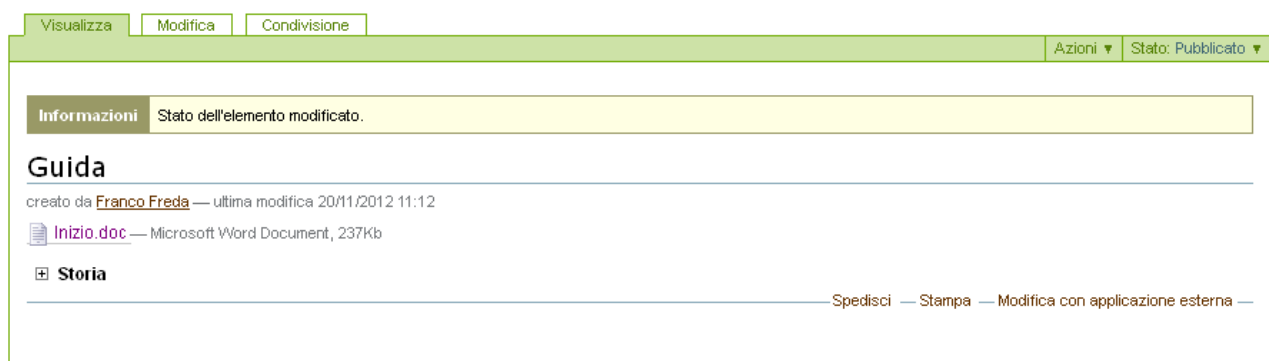 Visualizza Modifica Condivisione
Azioni ▼ Stato: Pubblicato ▼
Informazioni Stato dell'elemento modificato.
Guida
creato da Franco Freda — ultima modifica 20/11/2012 11:12
Inizio.doc — Microsoft Word Document, 237Kb
Storia
Spedisci — Stampa — Modifica con applicazione esterna —